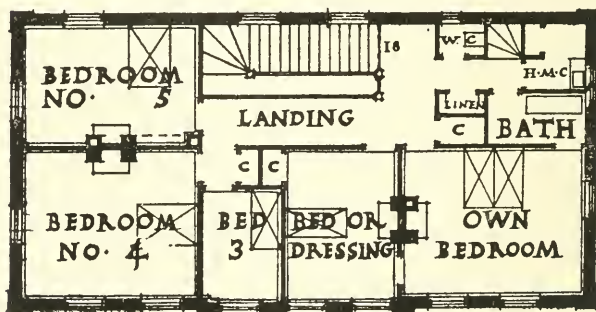 BEDROOM
NO. 5
18
W.C
H.M.C
LINEN
C
BATH
LANDING
C C
BEDROOM
NO. 4
BED
3
BED OR
DRESSING
OWN
BEDROOM